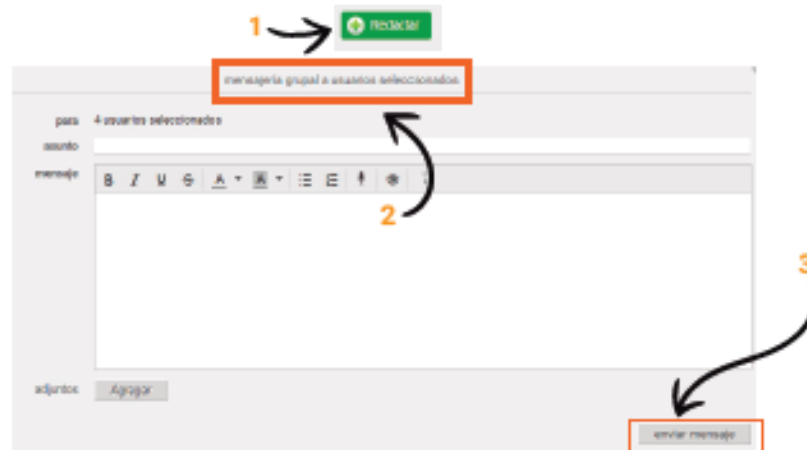 1
Redactar
mensajería grupal a usuarios seleccionados
para 4 usuarios seleccionados
asunto
mensaje
B I U S A A
2
3
adjuntos Agregar
enviar mensaje